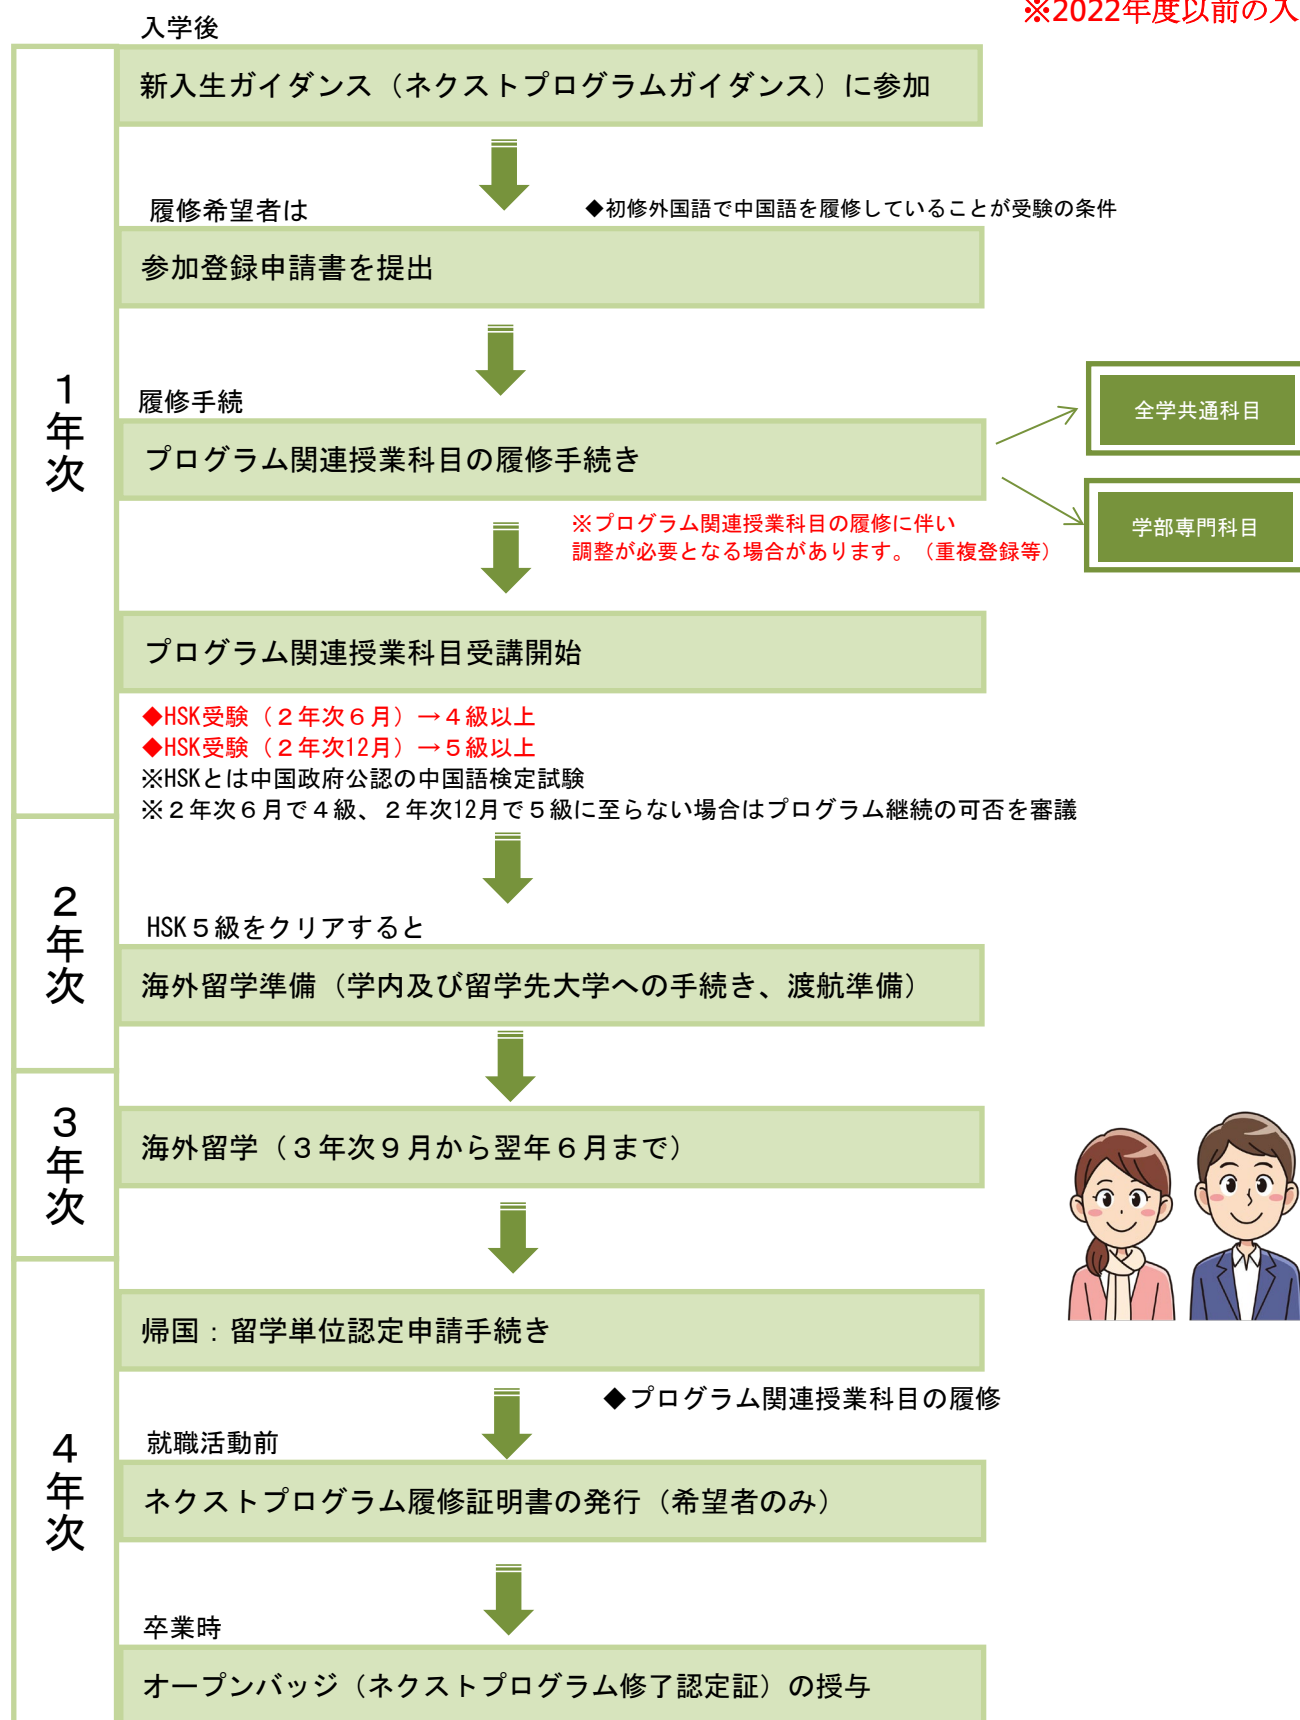 ※2022年度以前の入
入学後
新入生ガイダンス（ネクストプログラムガイダンス）に参加
履修希望者は
◆初修外国語で中国語を履修していることが受験の条件
参加登録申請書を提出
1年次
履修手続
プログラム関連授業科目の履修手続き
全学共通科目
学部専門科目
※プログラム関連授業科目の履修に伴い
調整が必要となる場合があります。（重複登録等）
プログラム関連授業科目受講開始
◆HSK受験（２年次６月）→４級以上
◆HSK受験（２年次12月）→５級以上
※HSKとは中国政府公認の中国語検定試験
※２年次６月で４級、２年次12月で５級に至らない場合はプログラム継続の可否を審議
2年次
HSK５級をクリアすると
海外留学準備（学内及び留学先大学への手続き、渡航準備）
3年次
海外留学（３年次９月から翌年６月まで）
帰国：留学単位認定申請手続き
◆プログラム関連授業科目の履修
4年次
就職活動前
ネクストプログラム履修証明書の発行（希望者のみ）
卒業時
オープンバッジ（ネクストプログラム修了認定証）の授与